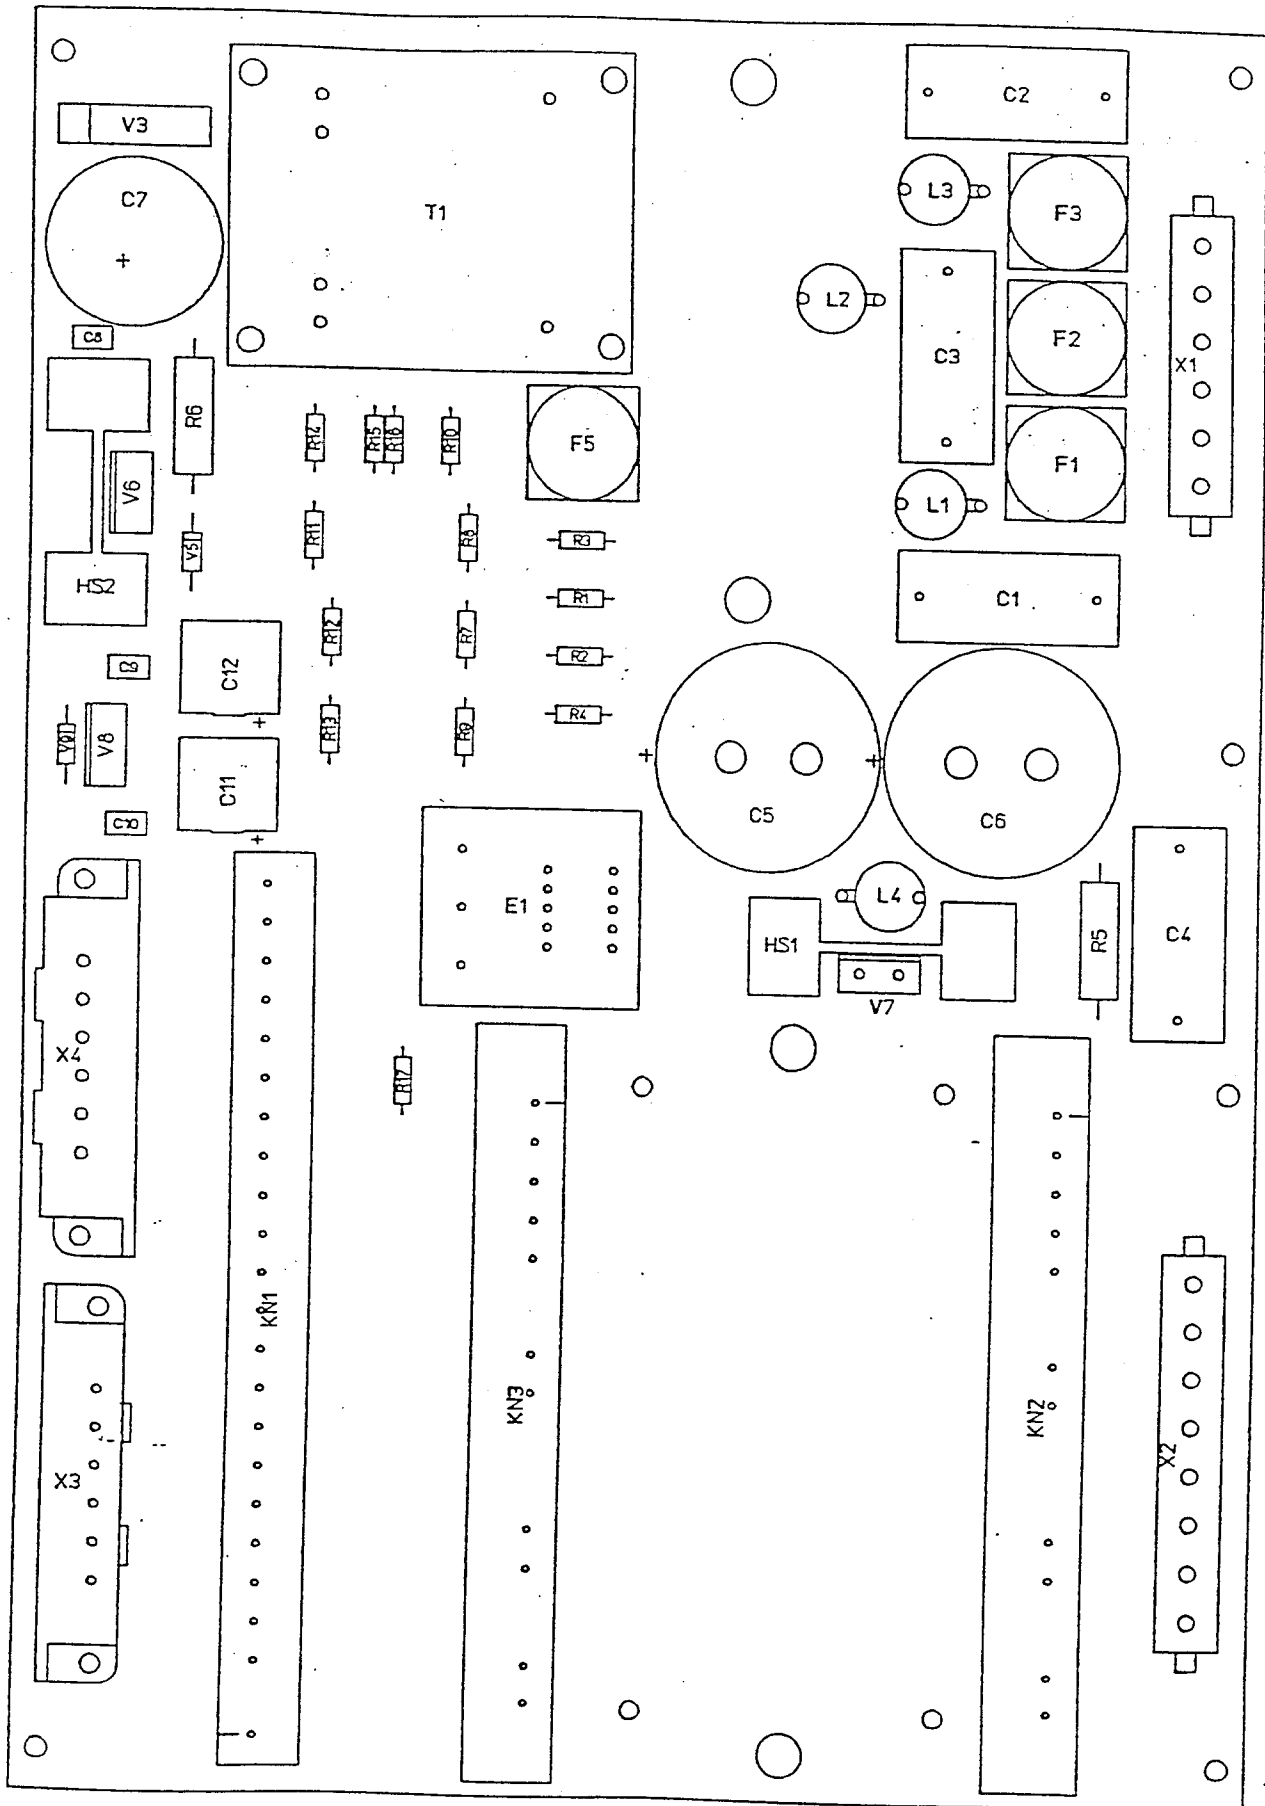 C2
V3
L3
C7
T1
F3
+
L2
C8
F2
C3
X1
R6
R14
R15
R16
R10
F5
F1
V6
L1
R11
R8
V5
R3
HS2
R1
C1
R12
R7
R2
C12
R13
R9
R4
+
V9
V8
+
+
C11
C5
C6
C10
+
L4
E1
R5
C4
HS1
V7
X4
R17
KN1
KN3
KN2
X2
X3